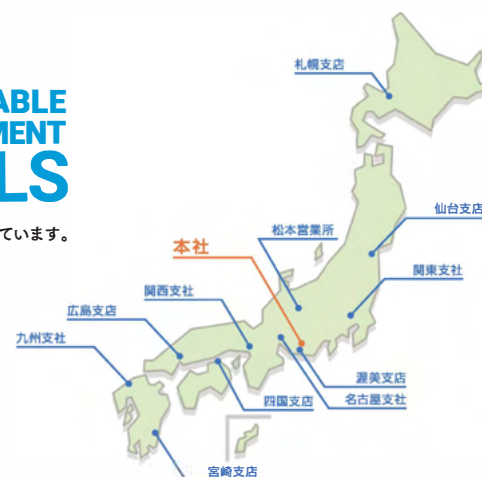 ABLE
MENT
LS
ています。
札幌支店
仙台支店
松本営業所
本社
関東支社
関西支社
広島支店
九州支社
渥美支店
四国支店
名古屋支社
宮崎支店